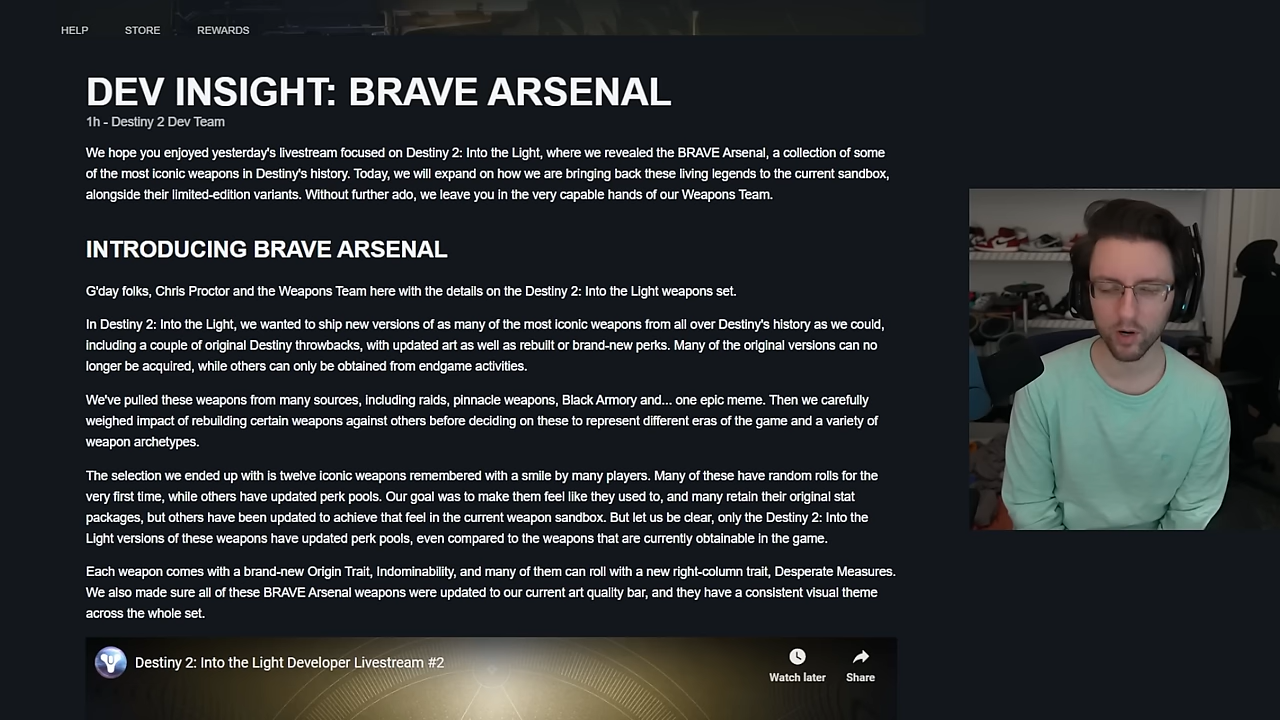 HELP STORE REWARDS
DEV INSIGHT: BRAVE ARSENAL
1h - Destiny 2 Dev Team
We hope you enjoyed yesterday's livestream focused on Destiny 2: Into the Light, where we revealed the BRAVE Arsenal, a collection of some
of the most iconic weapons in Destiny's history. Today, we will expand on how we are bringing back these living legends to the current sandbox,
alongside their limited-edition variants. Without further ado, we leave you in the very capable hands of our Weapons Team.
INTRODUCING BRAVE ARSENAL
G'day folks, Chris Proctor and the Weapons Team here with the details on the Destiny 2: Into the Light weapons set.
In Destiny 2: Into the Light, we wanted to ship new versions of as many of the most iconic weapons from all over Destiny's history as we could,
including a couple of original Destiny throwbacks, with updated art as well as rebuilt or brand-new perks. Many of the original versions can no
longer be acquired, while others can only be obtained from endgame activities.
We've pulled these weapons from many sources, including raids, pinnacle weapons, Black Armory and... one epic meme. Then we carefully
weighed impact of rebuilding certain weapons against others before deciding on these to represent different eras of the game and a variety of
weapon archetypes.
The selection we ended up with is twelve iconic weapons remembered with a smile by many players. Many of these have random rolls for the
very first time, while others have updated perk pools. Our goal was to make them feel like they used to, and many retain their original stat
packages, but others have been updated to achieve that feel in the current weapon sandbox. But let us be clear, only the Destiny 2: Into the
Light versions of these weapons have updated perk pools, even compared to the weapons that are currently obtainable in the game.
Each weapon comes with a brand-new Origin Trait, Indominability, and many of them can roll with a new right-column trait, Desperate Measures.
We also made sure all of these BRAVE Arsenal weapons were updated to our current art quality bar, and they have a consistent visual theme
across the whole set.
Destiny 2: Into the Light Developer Livestream #2
Watch later Share